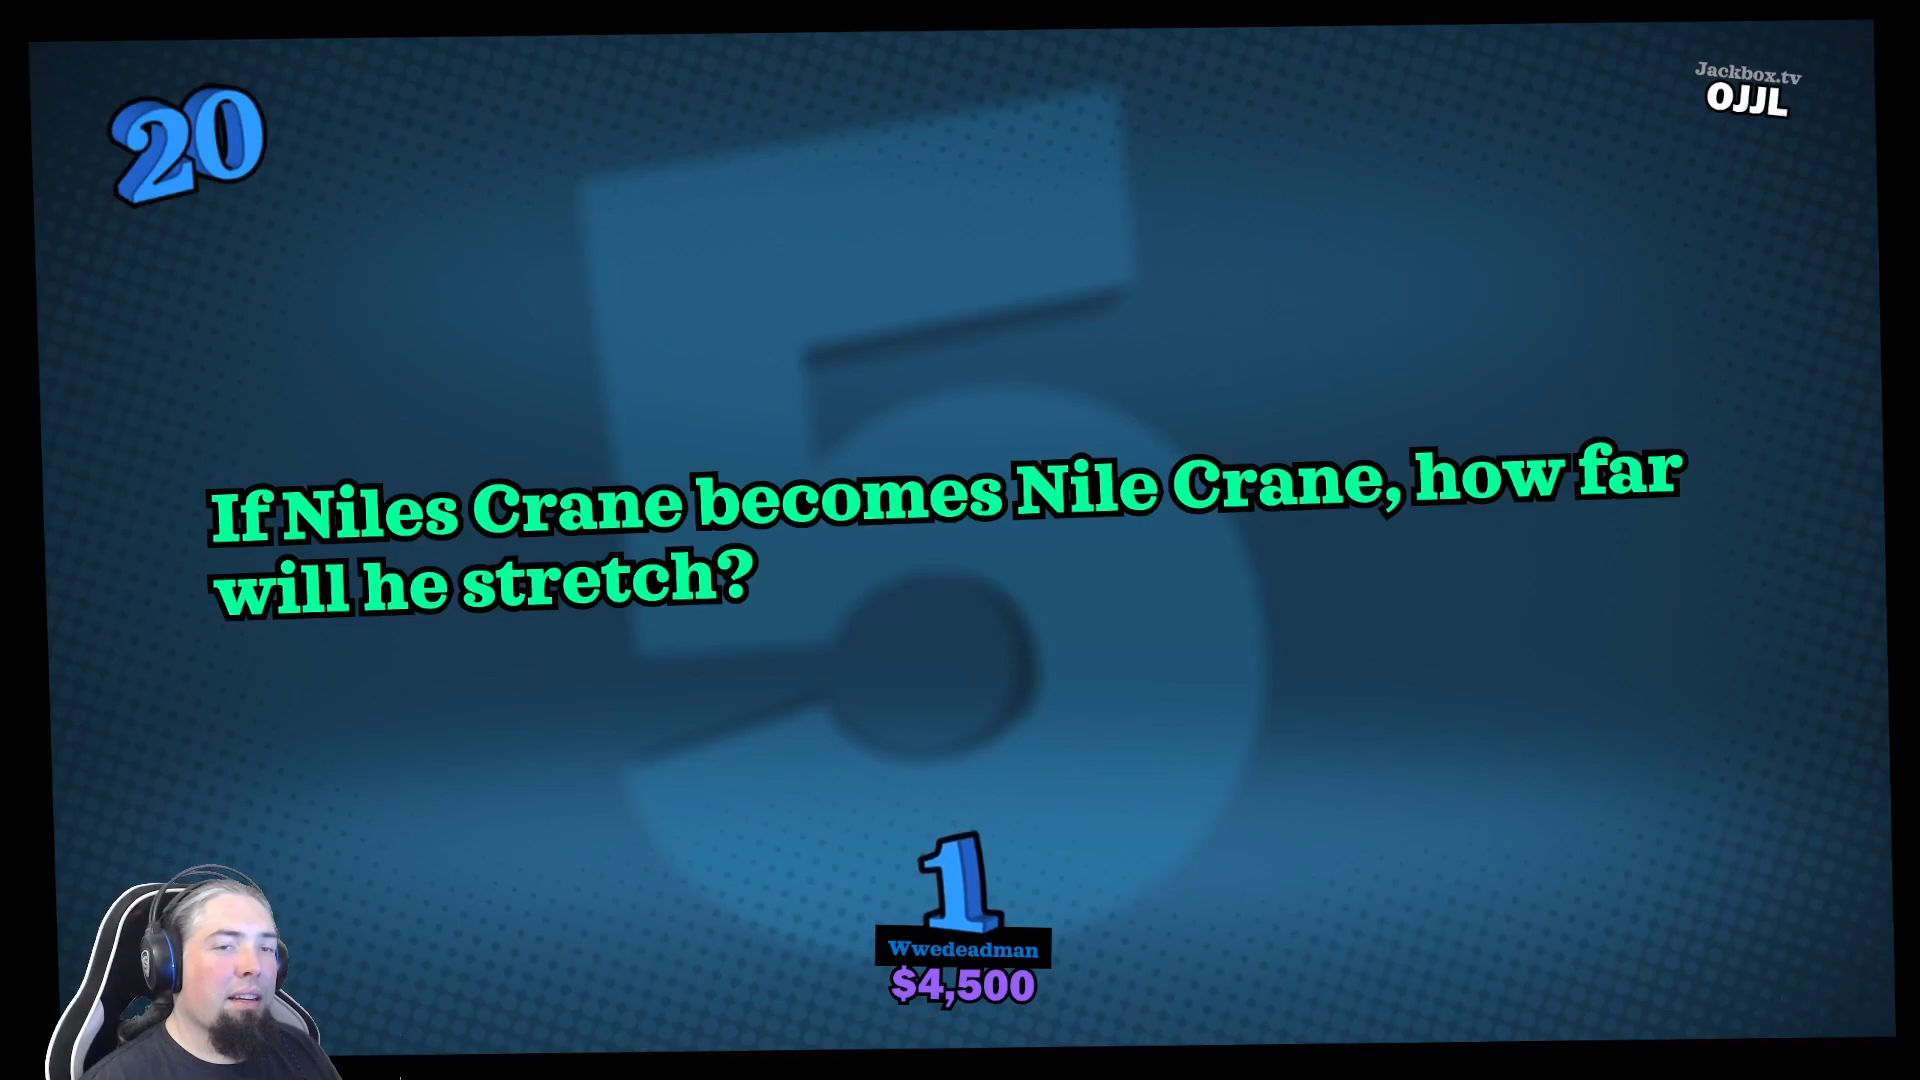 20
Jackbox.tv
OJJL
If Niles Crane becomes Nile Crane, how far
will he stretch?
5
1
Wwedeadman
$4,500